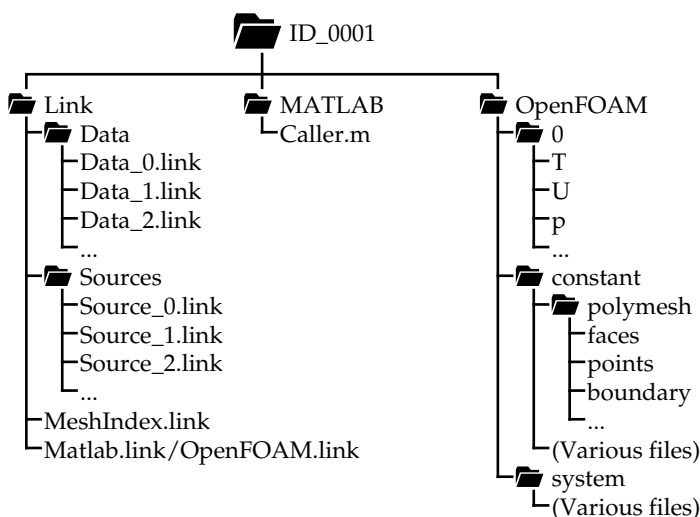 ID_0001
Link
Data
Data_0.link
Data_1.link
Data_2.link
...
Sources
Source_0.link
Source_1.link
Source_2.link
...
MeshIndex.link
Matlab.link/OpenFOAM.link
MATLAB
Caller.m
OpenFOAM
0
T
U
p
...
constant
polymesh
faces
points
boundary
...
(Various files)
system
(Various files)